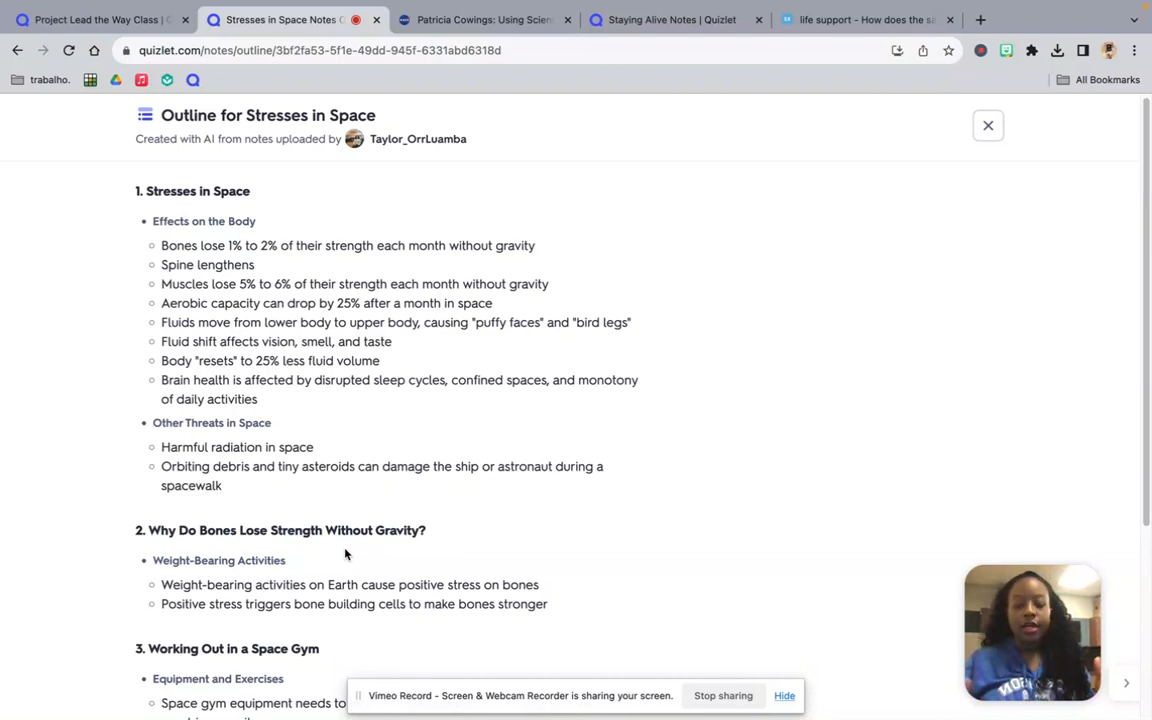 Project Lead the Way Class |
Stresses in Space Notes
Patricia Cowings: Using Scien
Staying Alive Notes | Quizlet
life support - How does the sa
quizlet.com/notes/outline/3bf2fa53-5f1e-49dd-945f-6331abd6318d
trabalho.
All Bookmarks
Outline for Stresses in Space
Created with AI from notes uploaded by Taylor_OrrLuamba
1. Stresses in Space
Effects on the Body
Bones lose 1% to 2% of their strength each month without gravity
Spine lengthens
Muscles lose 5% to 6% of their strength each month without gravity
Aerobic capacity can drop by 25% after a month in space
Fluids move from lower body to upper body, causing "puffy faces" and "bird legs"
Fluid shift affects vision, smell, and taste
Body "resets" to 25% less fluid volume
Brain health is affected by disrupted sleep cycles, confined spaces, and monotony
of daily activities
Other Threats in Space
Harmful radiation in space
Orbiting debris and tiny asteroids can damage the ship or astronaut during a
spacewalk
2. Why Do Bones Lose Strength Without Gravity?
Weight-Bearing Activities
Weight-bearing activities on Earth cause positive stress on bones
Positive stress triggers bone building cells to make bones stronger
3. Working Out in a Space Gym
Equipment and Exercises
Space gym equipment needs to
Vimeo Record - Screen & Webcam Recorder is sharing your screen.
Stop sharing
Hide